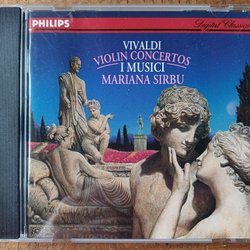 PHILIPS
Digital Classics
VIVALDI
VIOLIN CONCERTOS
I MUSICI
MARIANA SIRBU